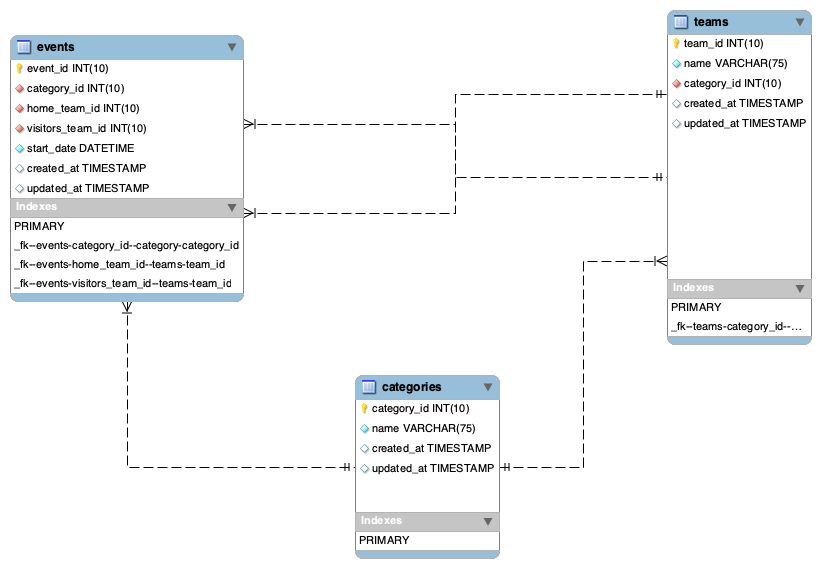 events
event_id INT(10)
category_id INT(10)
home_team_id INT(10)
visitors_team_id INT(10)
start_date DATETIME
created_at TIMESTAMP
updated_at TIMESTAMP
Indexes
PRIMARY
_fk--events-category_id--category-category_id
_fk--events-home_team_id--teams-team_id
_fk--events-visitors_team_id--teams-team_id
teams
team_id INT(10)
name VARCHAR(75)
category_id INT(10)
created_at TIMESTAMP
updated_at TIMESTAMP
Indexes
PRIMARY
_fk--teams-category_id--...
categories
category_id INT(10)
name VARCHAR(75)
created_at TIMESTAMP
updated_at TIMESTAMP
Indexes
PRIMARY